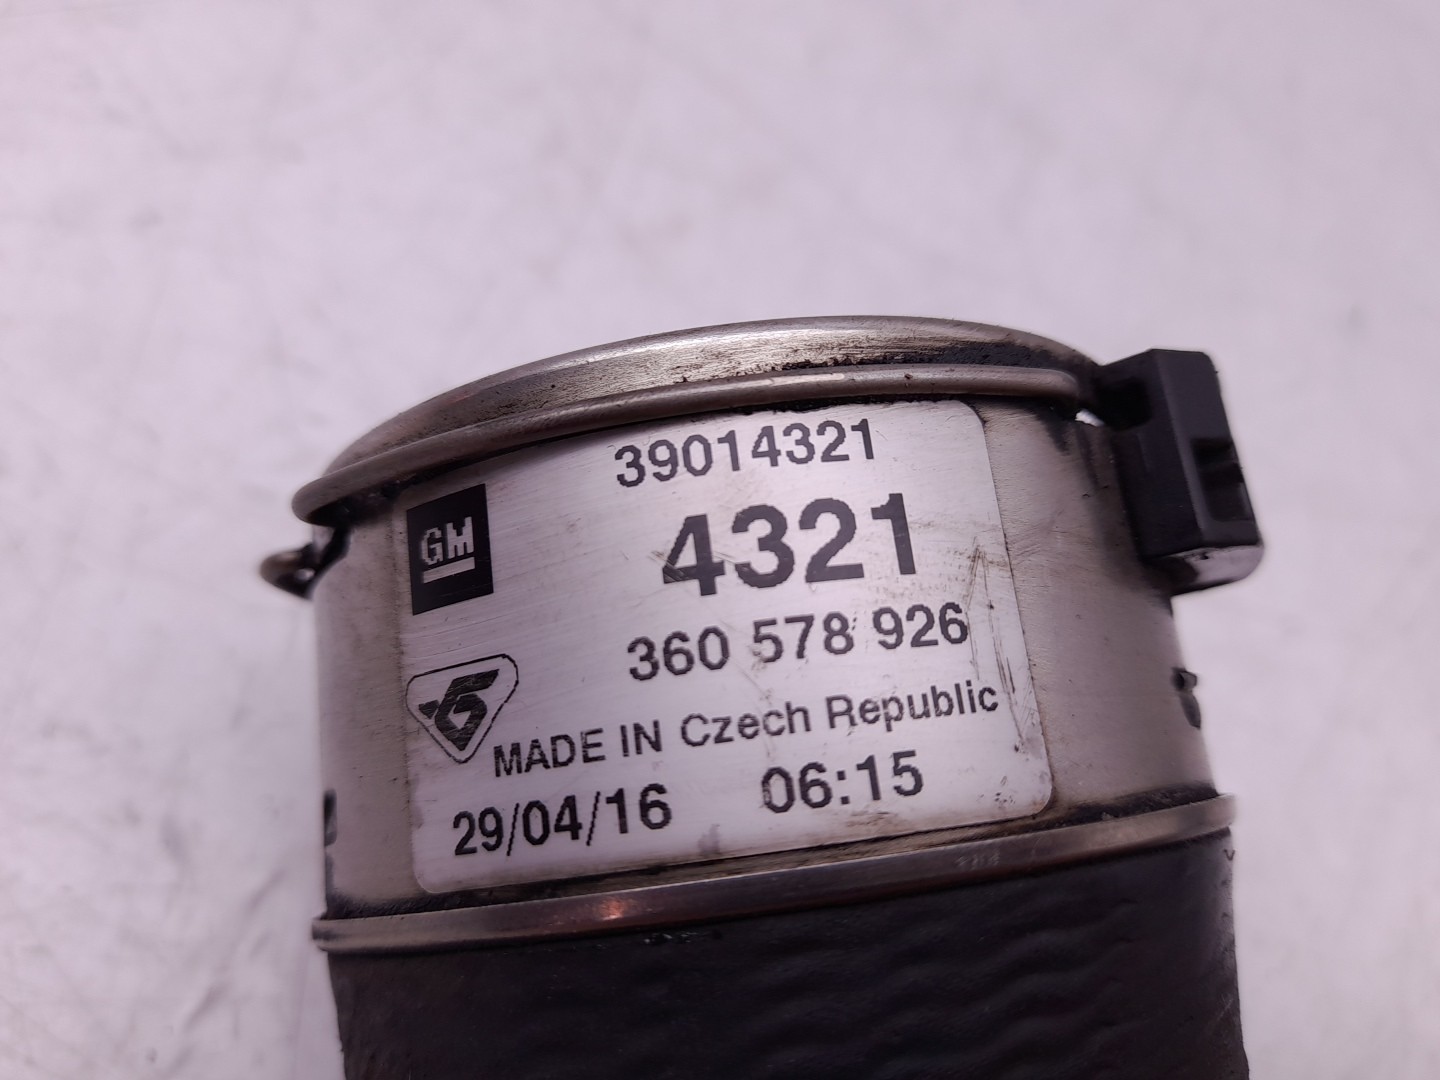 39014321
GM
4321
360 578 926
MADE IN Czech Republic
29/04/16 06:15